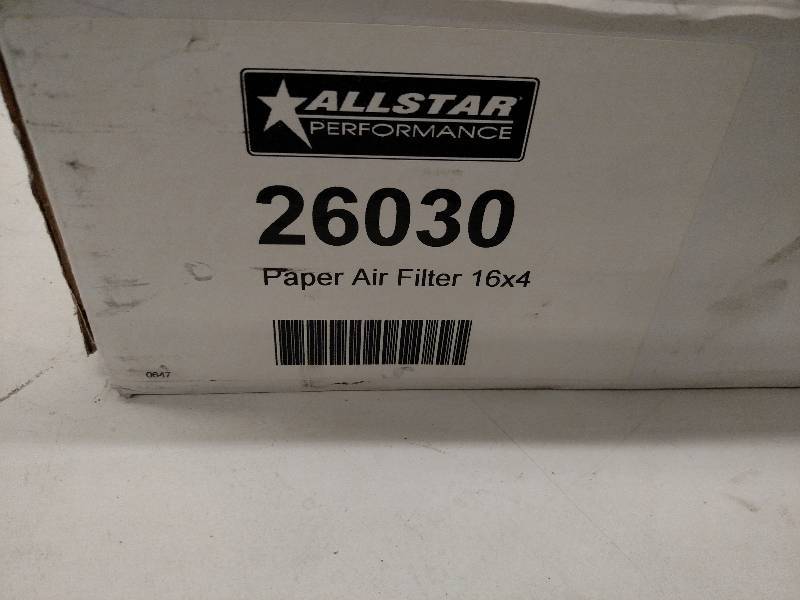 ALLSTAR
PERFORMANCE
26030
Paper Air Filter 16x4
0647